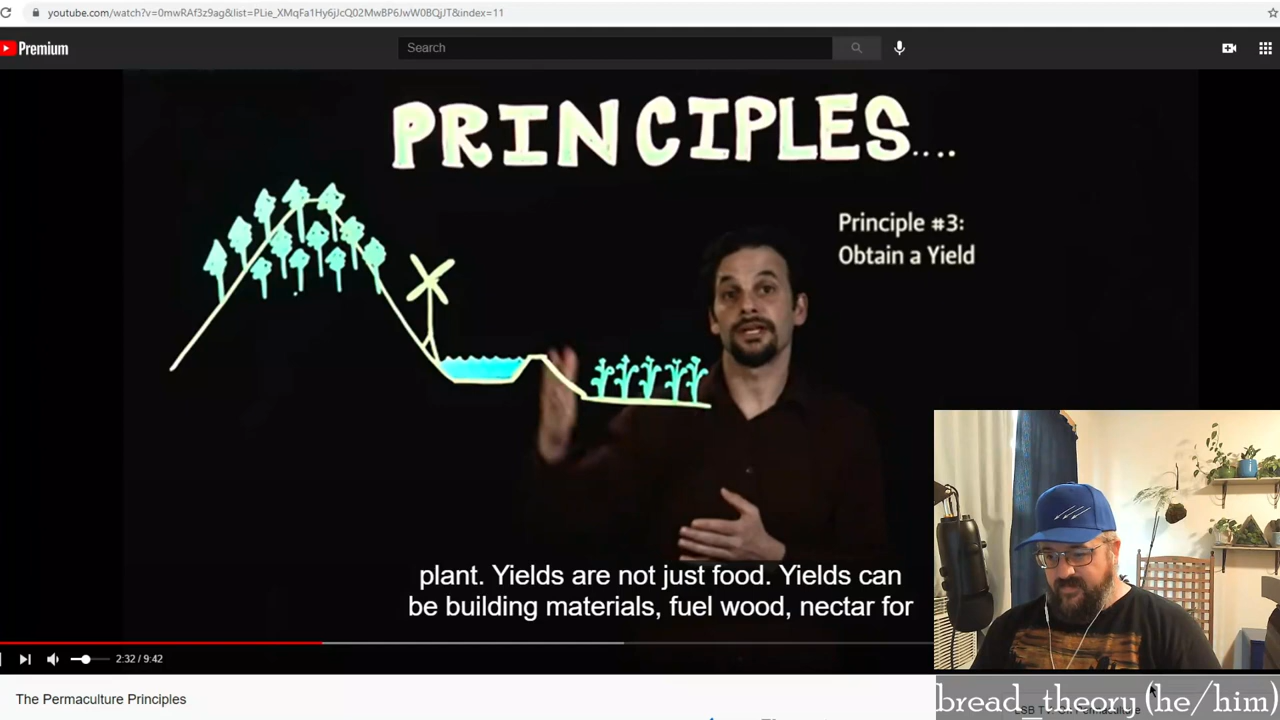 youtube.com/watch?v=0mwRAf3z9ag&list=PLie_XMqFa1Hy6jJcQ02MwBP6JwW0BQjJT&index=11
Premium
Search
PRINCIPLES....
Principle #3:
Obtain a Yield
plant. Yields are not just food. Yields can
be building materials, fuel wood, nectar for
2:32 / 9:42
The Permaculture Principles
bread_theory (he/him)